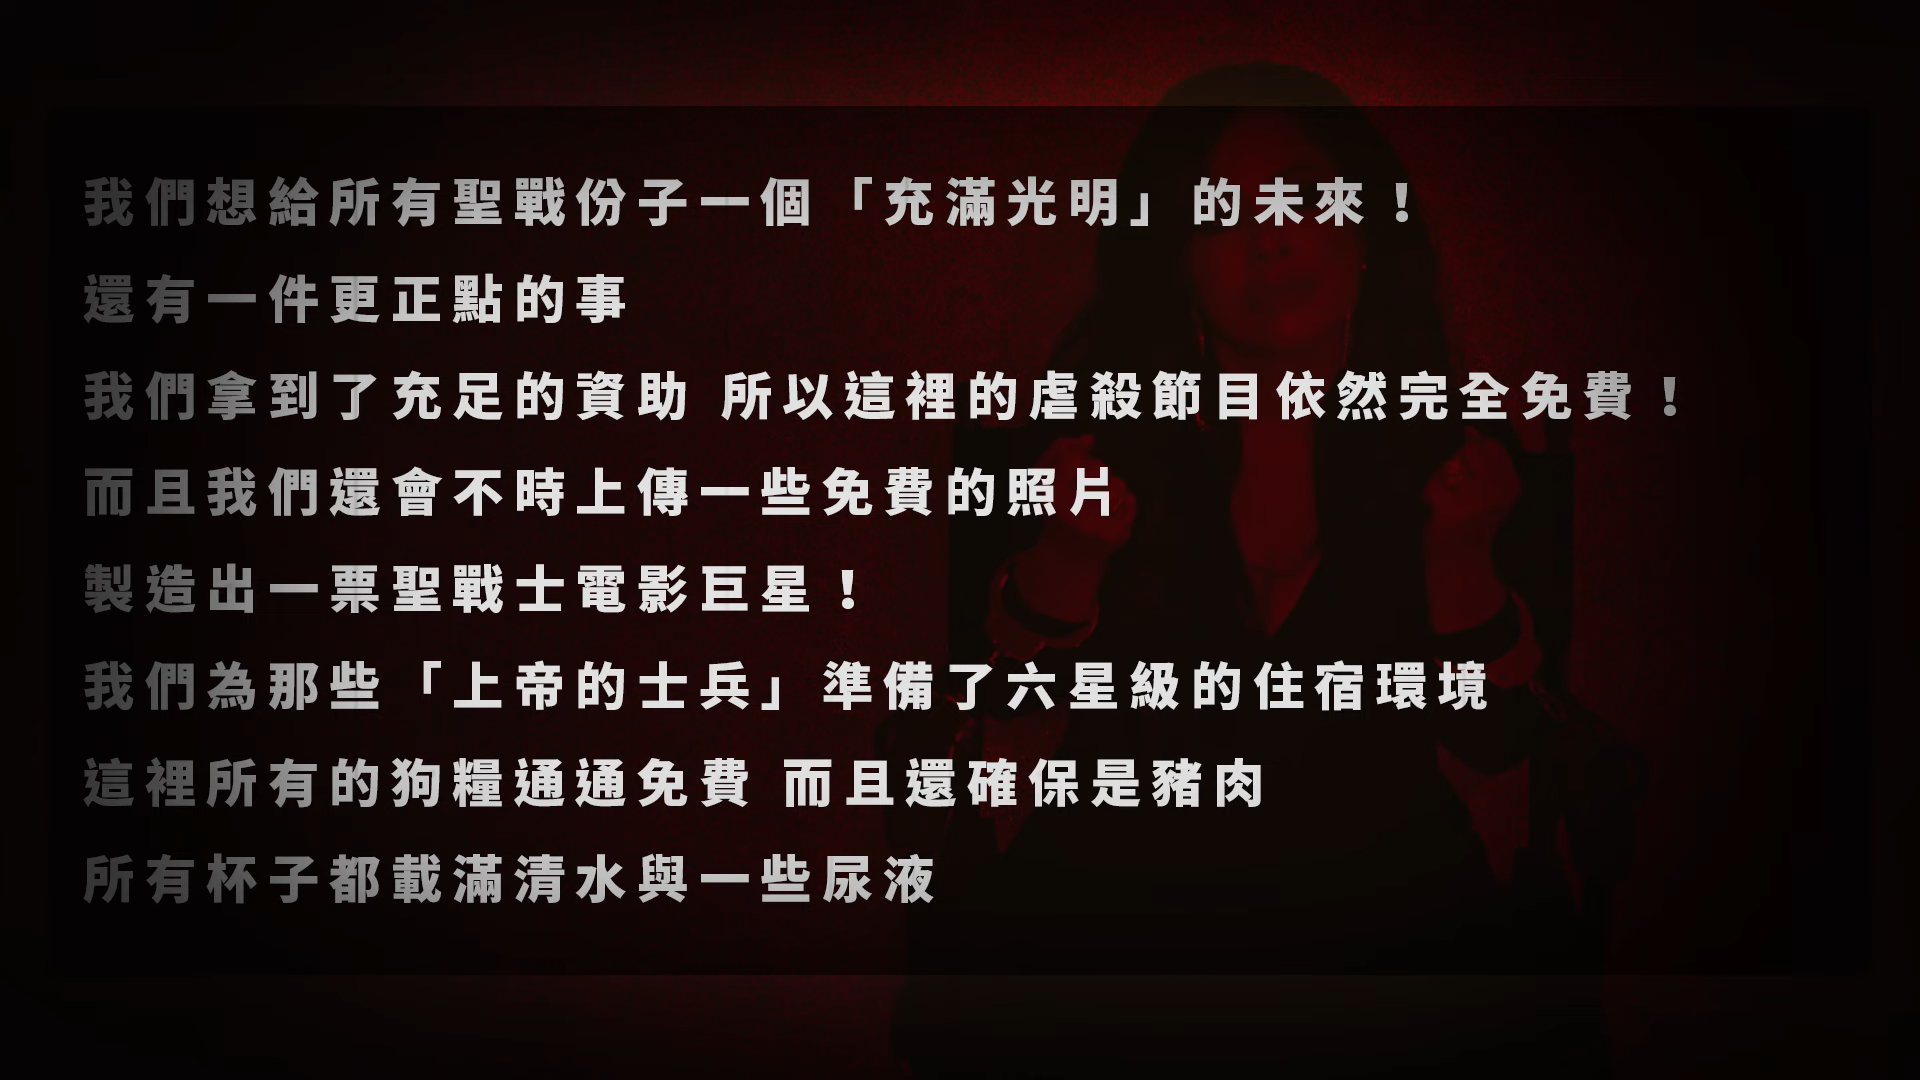 我們想給所有聖戰份子一個「充滿光明」的未來！
還有一件更正點的事
我們拿到了充足的資助 所以這裡的虐殺節目依然完全免費！
而且我們還會不時上傳一些免費的照片
製造出一票聖戰士電影巨星！
我們為那些「上帝的士兵」準備了六星級的住宿環境
這裡所有的狗糧通通免費 而且還確保是豬肉
所有杯子都載滿清水與一些尿液